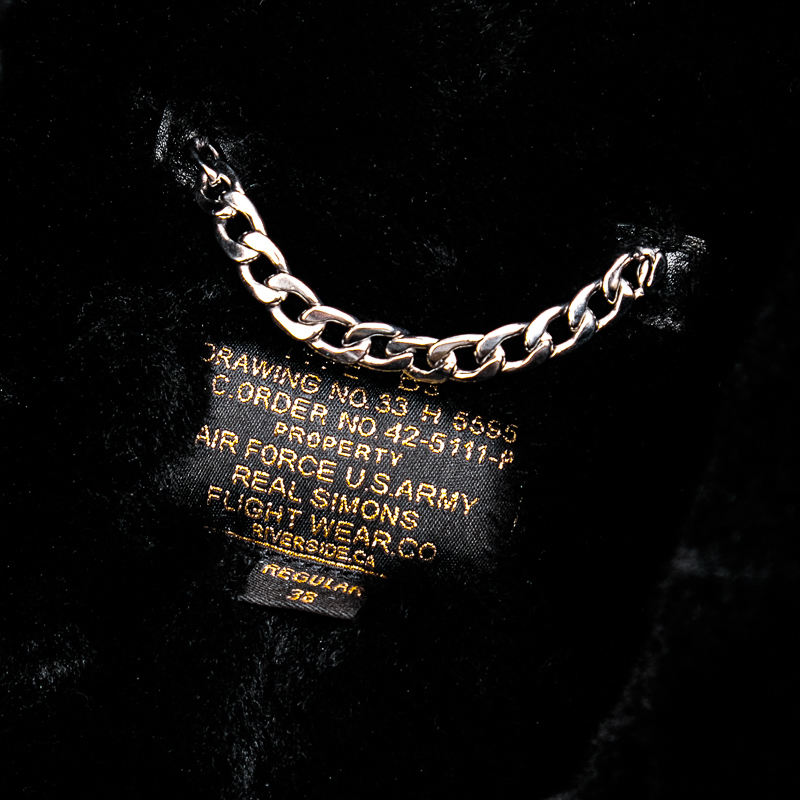 DRAWING NO.33 H 5595
C.ORDER NO 42-5111-P
PROPERTY
AIR FORCE U.S.ARMY
REAL SIMONS
FLIGHT WEAR.CO
RIVERSIDE.CA
REGULAR
38